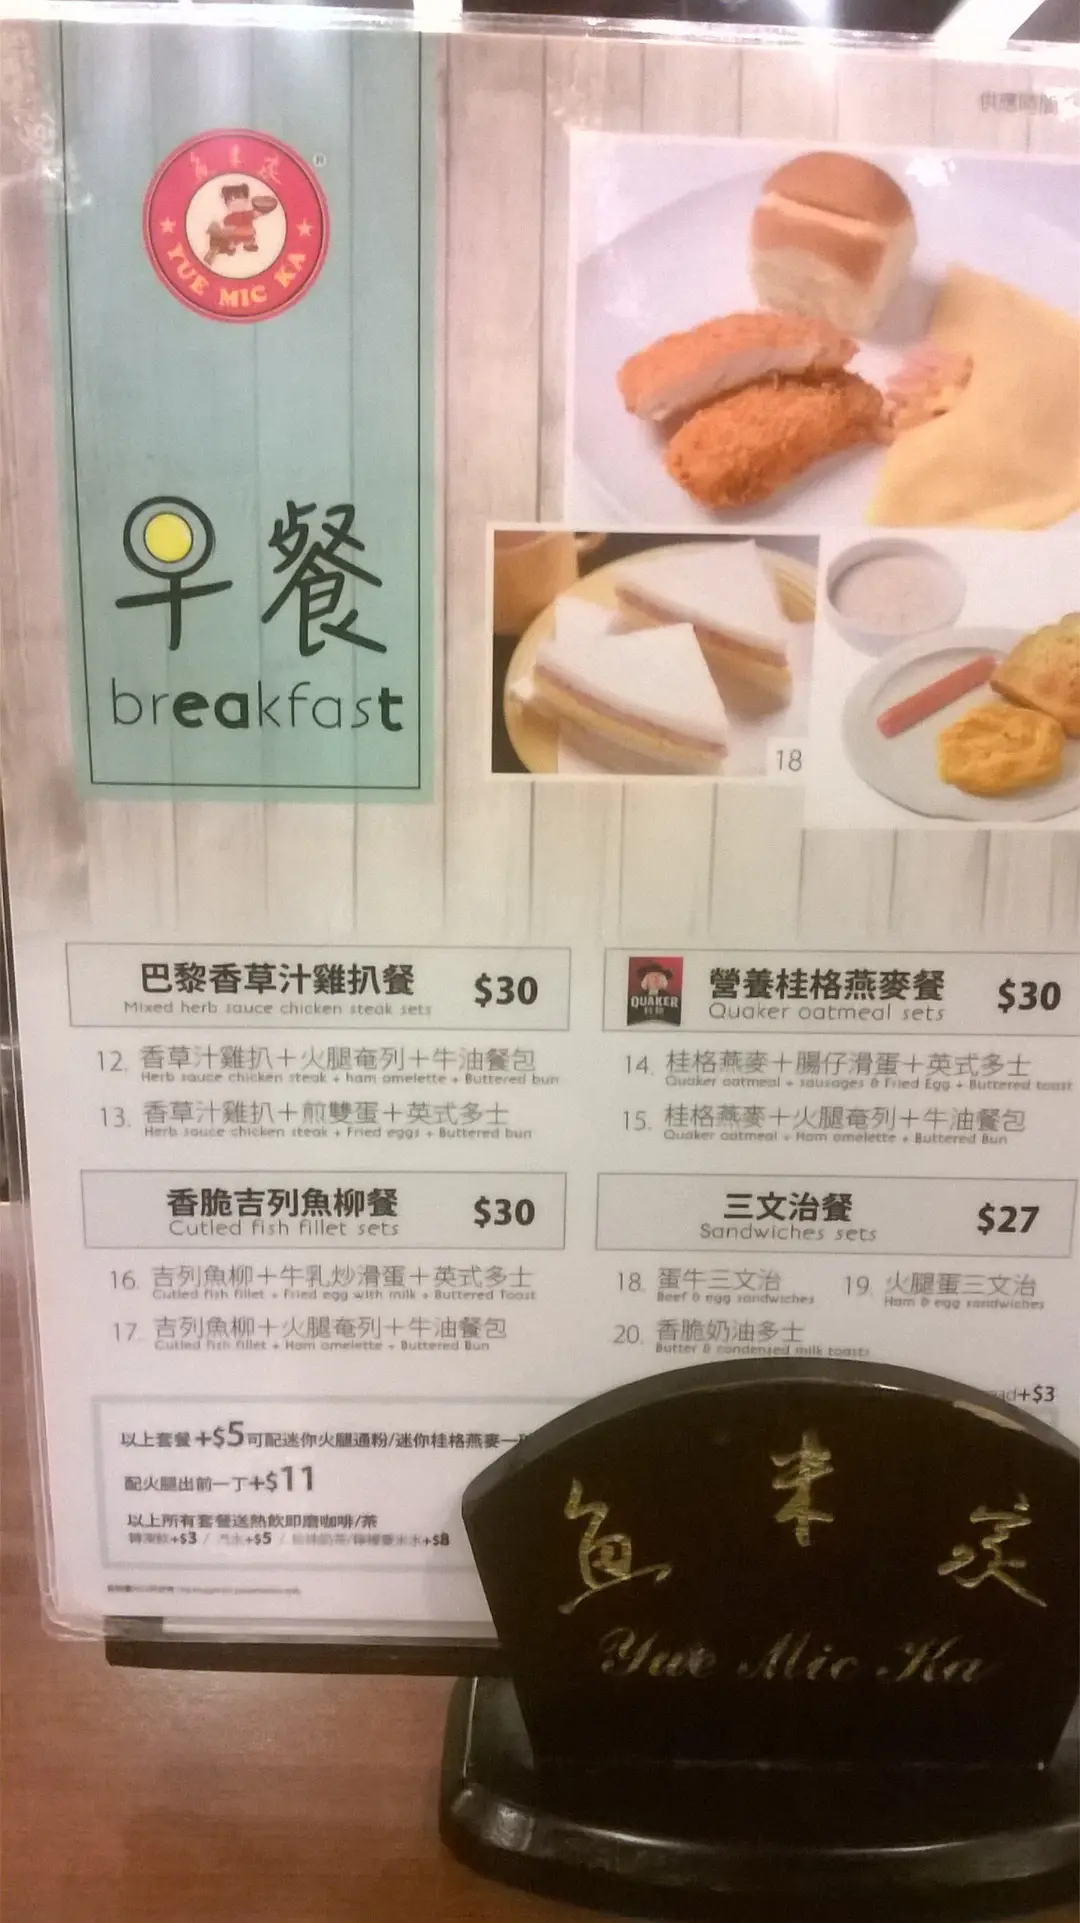 供應時間
魚米家
®
YUE MIC KA
早餐
breakfast
18
巴黎香草汁雞扒餐 $30
Mixed herb sauce chicken steak sets
12. 香草汁雞扒＋火腿奄列＋牛油餐包
Herb sauce chicken steak + ham omelette + Buttered bun
13. 香草汁雞扒＋煎雙蛋＋英式多士
Herb sauce chicken steak + Fried eggs + Buttered bun
QUAKER
桂格
營養桂格燕麥餐 $30
Quaker oatmeal sets
14. 桂格燕麥＋腸仔滑蛋＋英式多士
Quaker oatmeal + sausages & Fried Egg + Buttered toast
15. 桂格燕麥＋火腿奄列＋牛油餐包
Quaker oatmeal + Ham omelette + Buttered Bun
香脆吉列魚柳餐 $30
Cutled fish fillet sets
16. 吉列魚柳＋牛乳炒滑蛋＋英式多士
Cutled fish fillet + Fried egg with milk + Buttered Toast
17. 吉列魚柳＋火腿奄列＋牛油餐包
Cutled fish fillet + Ham omelette + Buttered Bun
三文治餐 $27
Sandwiches sets
18. 蛋牛三文治 19. 火腿蛋三文治
Beef & egg sandwiches Ham & egg sandwiches
20. 香脆奶油多士
Butter & condensed milk toasts
+$3
以上套餐+$5可配迷你火腿通粉/迷你桂格燕麥一
配火腿出前一丁+$11
以上所有套餐送熱飲即磨咖啡/茶
轉凍飲+$3 / 汽水+$5 / +$8
魚米家
Yue Mic Ka